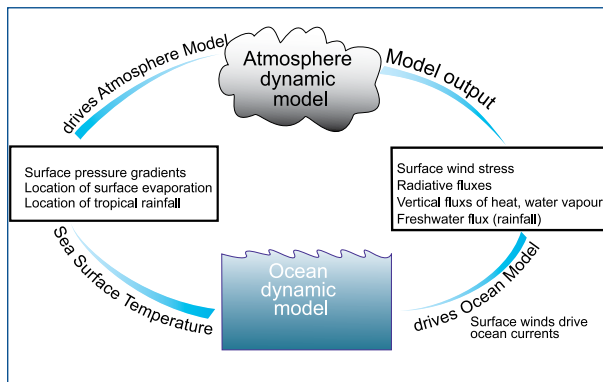 drives Atmosphere Model
Atmosphere
dynamic
model
Model output
Surface pressure gradients
Location of surface evaporation
Location of tropical rainfall
Surface wind stress
Radiative fluxes
Vertical fluxs of heat, water vapour
Freshwater flux (rainfall)
Sea Surface Temperature
Ocean
dynamic
model
drives Ocean Model
Surface winds drive
ocean currents